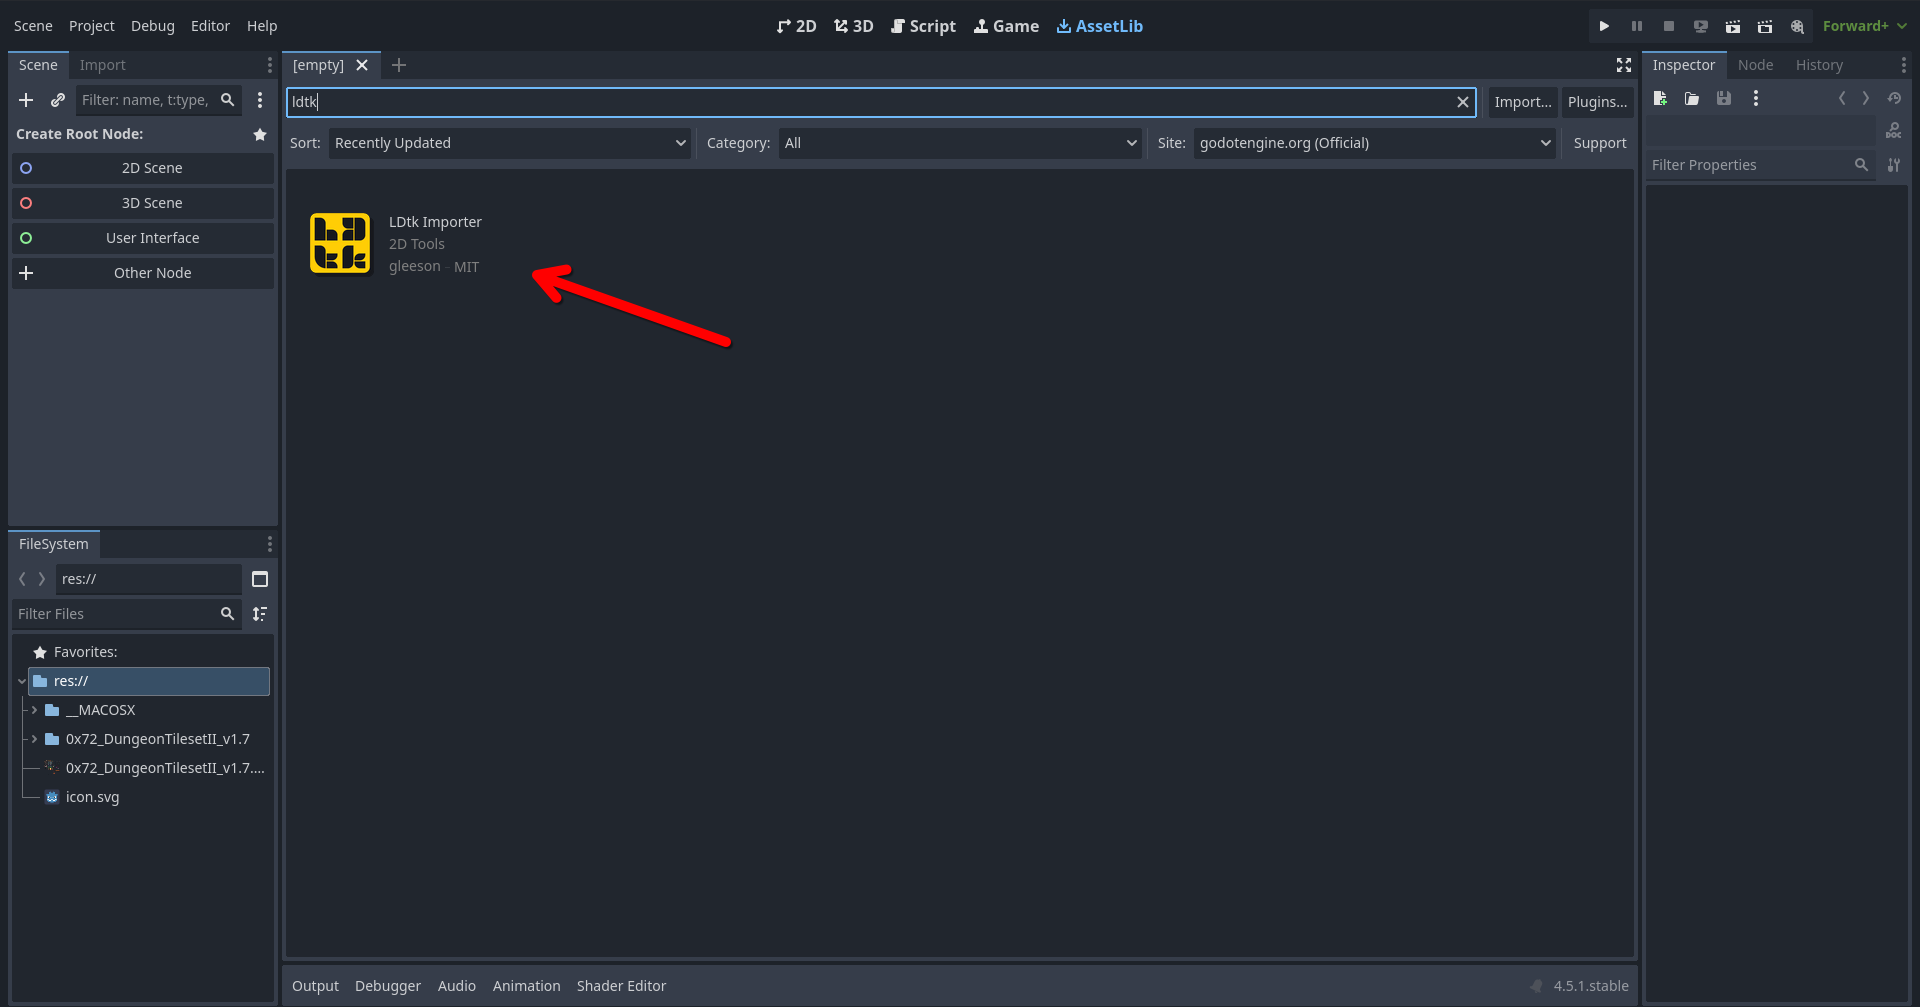 Scene Project Debug Editor Help
2D 3D Script Game AssetLib
Forward+
Scene Import
Filter: name, t:type,
Create Root Node:
2D Scene
3D Scene
User Interface
Other Node
FileSystem
res://
Filter Files
Favorites:
res://
__MACOSX
0x72_DungeonTilesetII_v1.7
0x72_DungeonTilesetII_v1.7....
icon.svg
[empty]
ldtk
Import... Plugins...
Sort: Recently Updated Category: All Site: godotengine.org (Official) Support
LDtk Importer
2D Tools
gleeson - MIT
Output Debugger Audio Animation Shader Editor 4.5.1.stable
Inspector Node History
DOC
Filter Properties